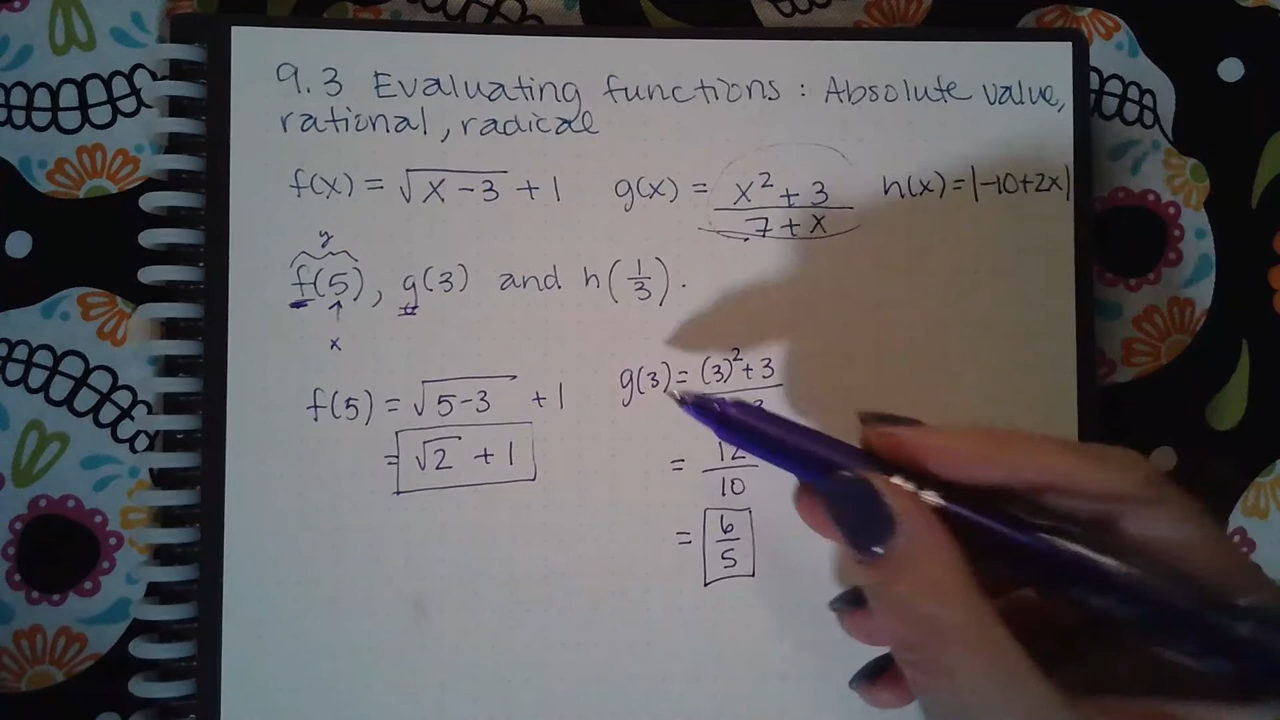 9.3 Evaluating functions : Absolute value,
rational, radical
f(x) = √(x-3) + 1
g(x) = (x² + 3)/(7 + x)
h(x) = |-10+2x|
y
f(5), g(3) and h(1/3).
x
f(5) = √(5-3) + 1
= √2 + 1
g(3) = (3)² + 3
= 12/10
= 6/5